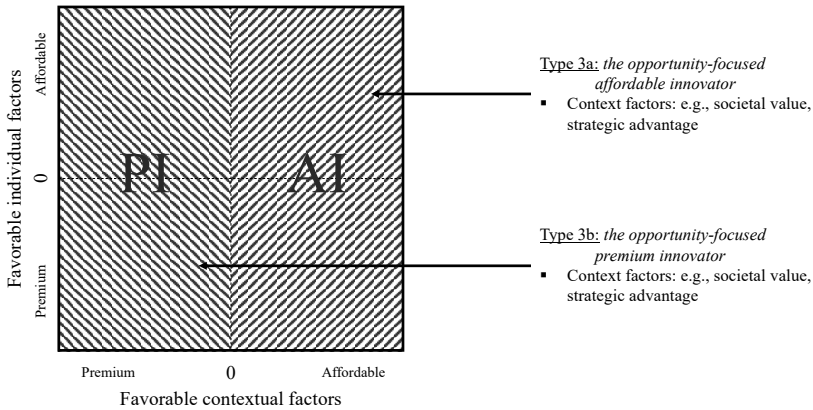 Favorable individual factors
Affordable
0
Premium
PI
AI
Premium
0
Affordable
Favorable contextual factors
Type 3a: the opportunity-focused
affordable innovator
▪ Context factors: e.g., societal value,
strategic advantage
Type 3b: the opportunity-focused
premium innovator
▪ Context factors: e.g., societal value,
strategic advantage